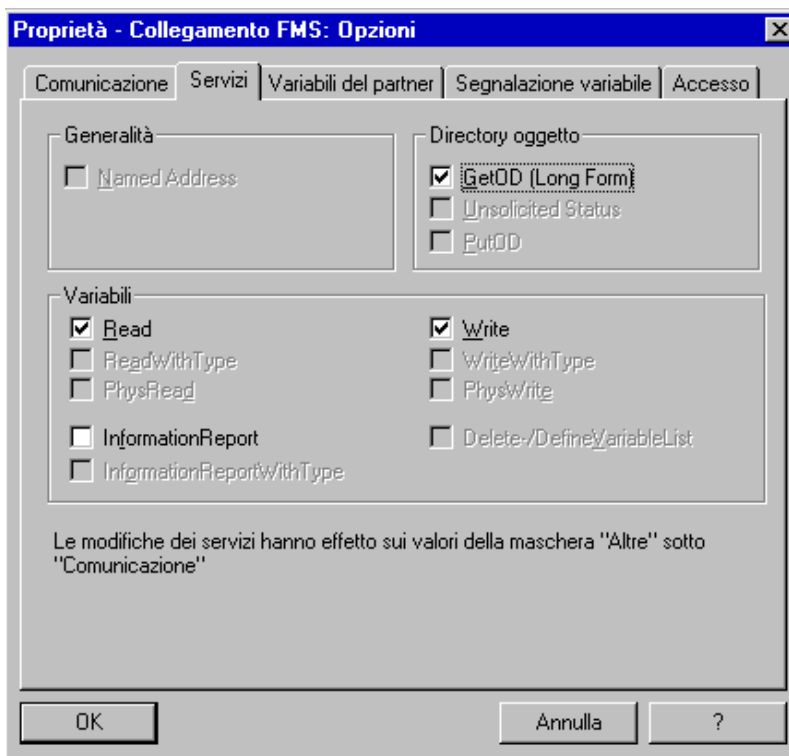 Proprietà - Collegamento FMS: Opzioni
Comunicazione Servizi Variabili del partner Segnalazione variabile Accesso
Generalità
Named Address
Directory oggetto
GetOD (Long Form)
Unsolicited Status
PutOD
Variabili
Read
Write
ReadWithType
WriteWithType
PhysRead
PhysWrite
InformationReport
Delete-/DefineVariableList
InformationReportWithType
Le modifiche dei servizi hanno effetto sui valori della maschera "Altre" sotto
"Comunicazione"
OK Annulla ?